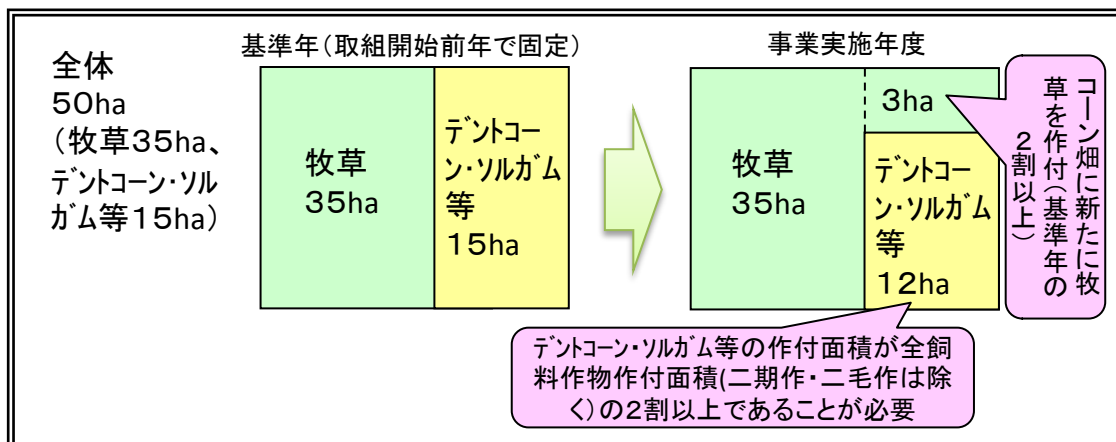 全体
50ha
（牧草35ha、
デントコーン・ソル
ガム等15ha）
基準年（取組開始前年で固定）
牧草
35ha
デントコー
ン・ソルガム
等
15ha
事業実施年度
牧草
35ha
3ha
デントコー
ン・ソルガム
等
12ha
コーン畑に新たに牧
草を作付（基準年の
２割以上）
デントコーン・ソルガム等の作付面積が全飼
料作物作付面積(二期作・二毛作は除
く）の２割以上であることが必要